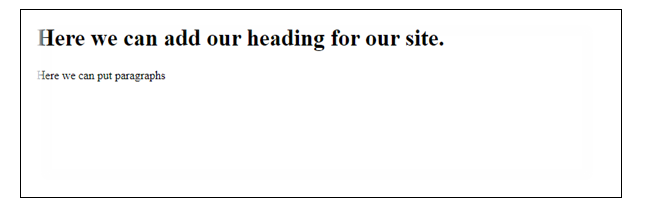 Here we can add our heading for our site.
Here we can put paragraphs